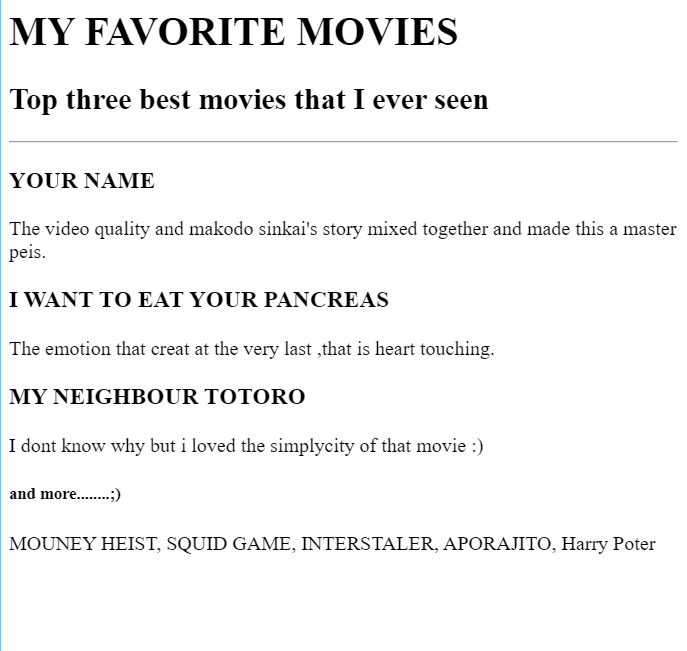 MY FAVORITE MOVIES
Top three best movies that I ever seen
YOUR NAME
The video quality and makodo sinkai's story mixed together and made this a master
peis.
I WANT TO EAT YOUR PANCREAS
The emotion that creat at the very last ,that is heart touching.
MY NEIGHBOUR TOTORO
I dont know why but i loved the simplycity of that movie :)
and more........;)
MOUNEY HEIST, SQUID GAME, INTERSTALER, APORAJITO, Harry Poter